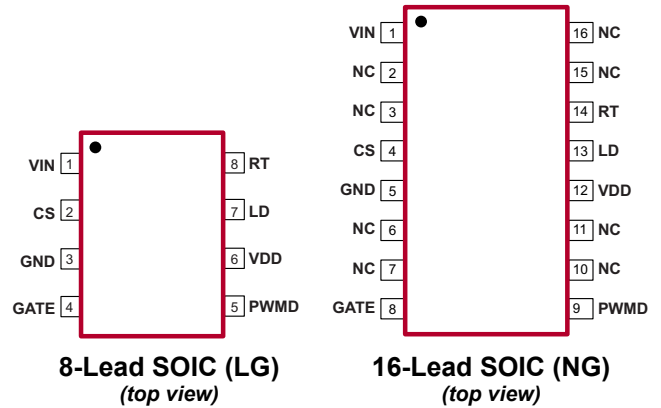 VIN 1
CS 2
GND 3
GATE 4
8 RT
7 LD
6 VDD
5 PWMD
8-Lead SOIC (LG)
(top view)
VIN 1
NC 2
NC 3
CS 4
GND 5
NC 6
NC 7
GATE 8
16 NC
15 NC
14 RT
13 LD
12 VDD
11 NC
10 NC
9 PWMD
16-Lead SOIC (NG)
(top view)